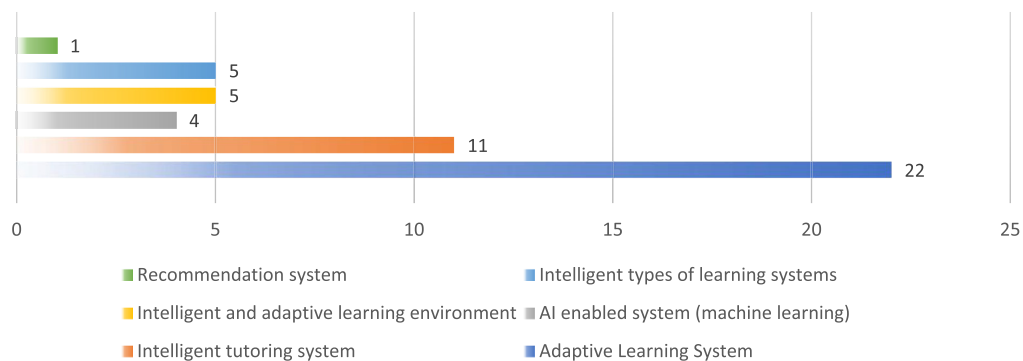 1
5
5
4
11
22
0 5 10 15 20 25
Recommendation system Intelligent types of learning systems
Intelligent and adaptive learning environment AI enabled system (machine learning)
Intelligent tutoring system Adaptive Learning System